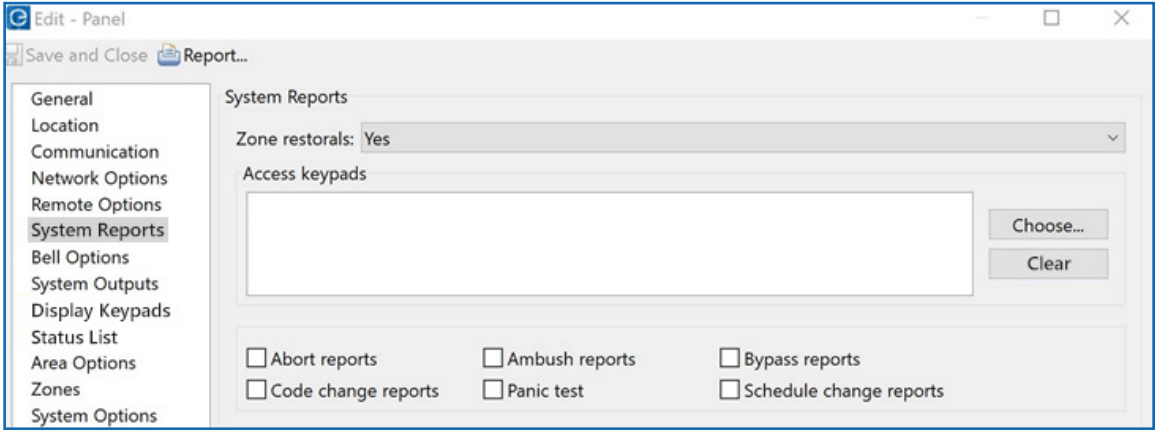 Edit - Panel
Save and Close Report...
General
Location
Communication
Network Options
Remote Options
System Reports
Bell Options
System Outputs
Display Keypads
Status List
Area Options
Zones
System Options
System Reports
Zone restorals: Yes
Access keypads
Choose...
Clear
Abort reports Ambush reports Bypass reports
Code change reports Panic test Schedule change reports